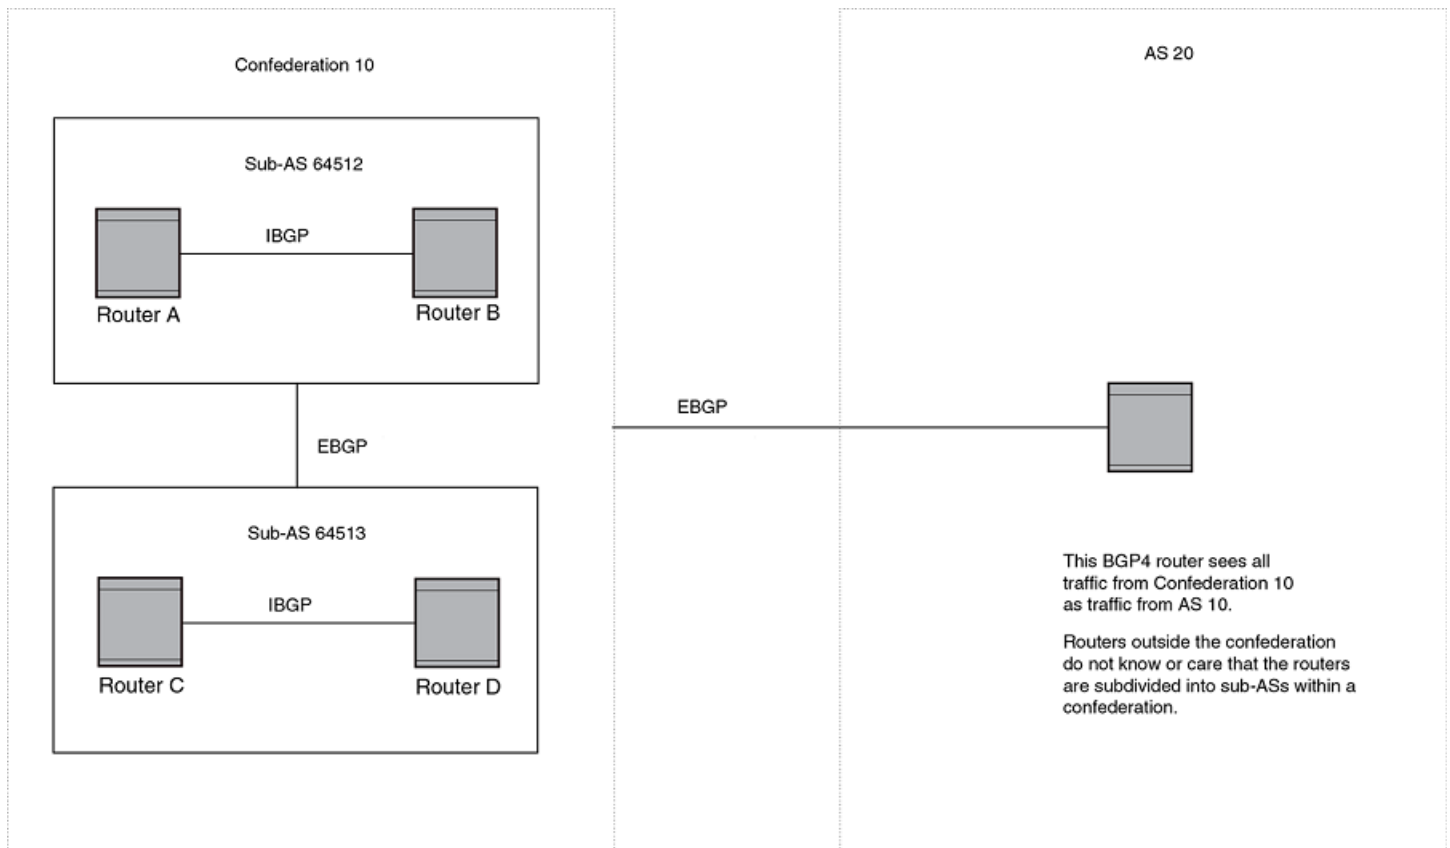 Confederation 10
AS 20
Sub-AS 64512
IBGP
Router A
Router B
EBGP
EBGP
Sub-AS 64513
IBGP
Router C
Router D
This BGP4 router sees all
traffic from Confederation 10
as traffic from AS 10.
Routers outside the confederation
do not know or care that the routers
are subdivided into sub-ASs within a
confederation.